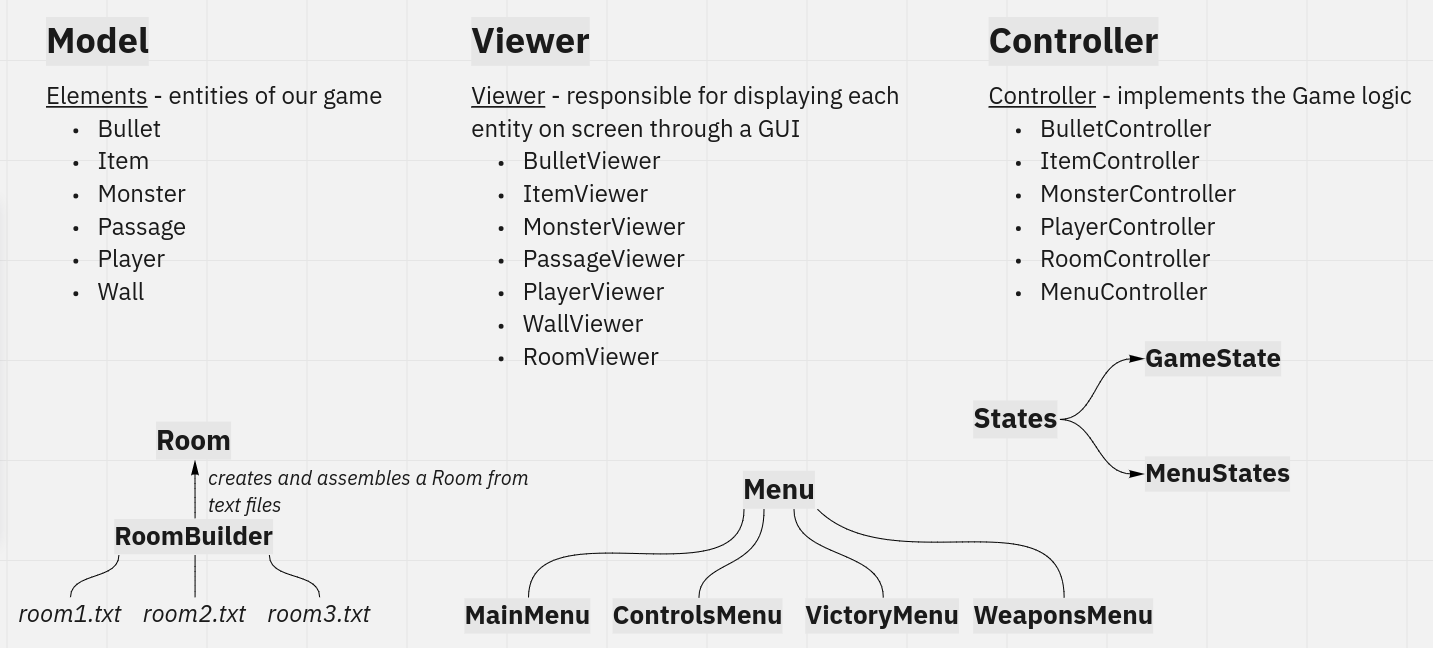 Model
Elements - entities of our game
• Bullet
• Item
• Monster
• Passage
• Player
• Wall
Viewer
Viewer - responsible for displaying each
entity on screen through a GUI
• BulletViewer
• ItemViewer
• MonsterViewer
• PassageViewer
• PlayerViewer
• WallViewer
• RoomViewer
Controller
Controller - implements the Game logic
• BulletController
• ItemController
• MonsterController
• PlayerController
• RoomController
• MenuController
States
GameState
MenuStates
Room
creates and assembles a Room from
text files
RoomBuilder
room1.txt room2.txt room3.txt
Menu
MainMenu ControlsMenu VictoryMenu WeaponsMenu